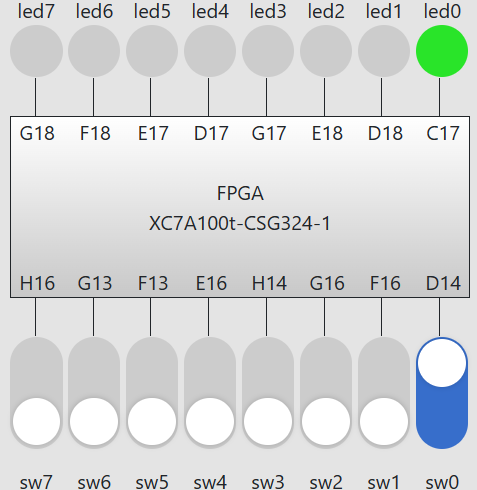 led7 led6 led5 led4 led3 led2 led1 led0
G18 F18 E17 D17 G17 E18 D18 C17
FPGA
XC7A100t-CSG324-1
H16 G13 F13 E16 H14 G16 F16 D14
sw7 sw6 sw5 sw4 sw3 sw2 sw1 sw0